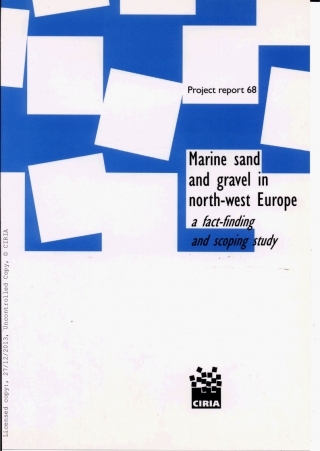 Project report 68
Marine sand
and gravel in
north-west Europe
a fact-finding
and scoping study
CIRIA
Licensed copy, 27/12/2013, Uncontrolled Copy, © CIRIA